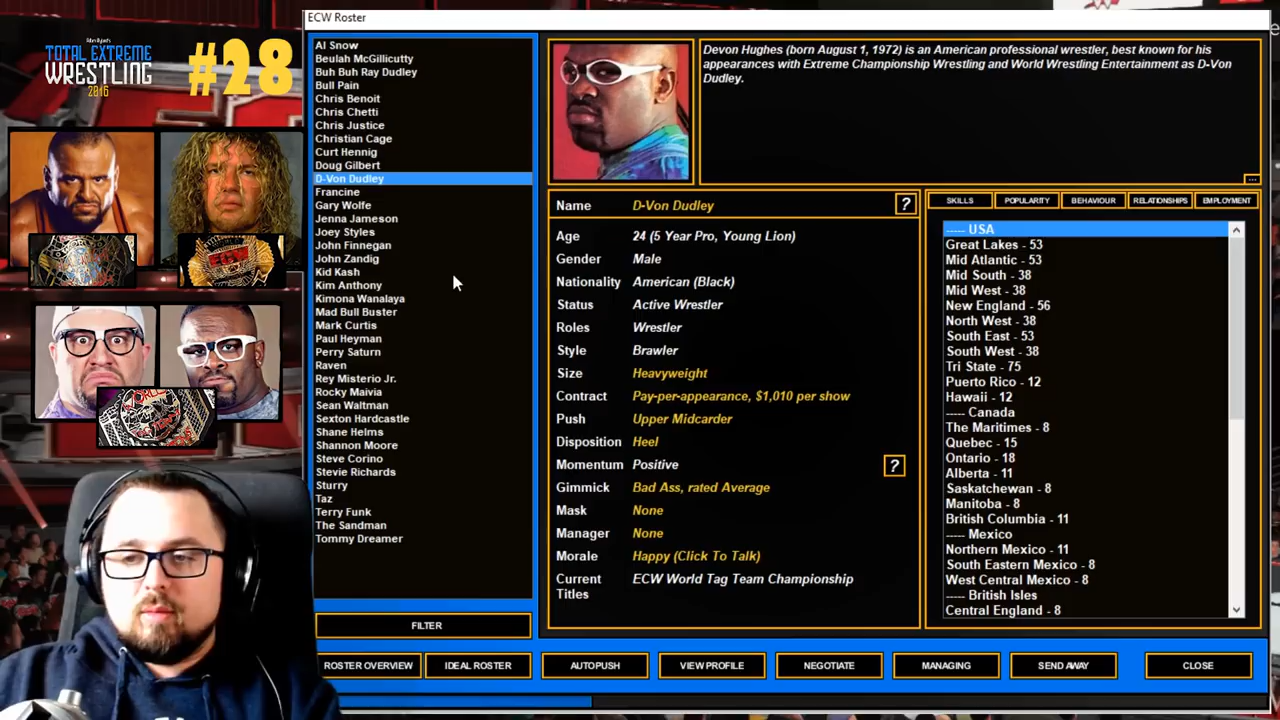 ECW Roster
Adam Ryland's
TOTAL EXTREME
WRESTLING
2016
#28
Al Snow
Beulah McGillicutty
Buh Buh Ray Dudley
Bull Pain
Chris Benoit
Chris Chetti
Chris Justice
Christian Cage
Curt Hennig
Doug Gilbert
D-Von Dudley
Francine
Gary Wolfe
Jenna Jameson
Joey Styles
John Finnegan
John Zandig
Kid Kash
Kim Anthony
Kimona Wanalaya
Mad Bull Buster
Mark Curtis
Paul Heyman
Perry Saturn
Raven
Rey Misterio Jr.
Rocky Maivia
Sean Waltman
Sexton Hardcastle
Shane Helms
Shannon Moore
Steve Corino
Stevie Richards
Sturry
Taz
Terry Funk
The Sandman
Tommy Dreamer
FILTER
Devon Hughes (born August 1, 1972) is an American professional wrestler, best known for his
appearances with Extreme Championship Wrestling and World Wrestling Entertainment as D-Von
Dudley.
...
Name D-Von Dudley ?
Age 24 (5 Year Pro, Young Lion)
Gender Male
Nationality American (Black)
Status Active Wrestler
Roles Wrestler
Style Brawler
Size Heavyweight
Contract Pay-per-appearance, $1,010 per show
Push Upper Midcarder
Disposition Heel
Momentum Positive ?
Gimmick Bad Ass, rated Average
Mask None
Manager None
Morale Happy (Click To Talk)
Current Titles ECW World Tag Team Championship
SKILLS POPULARITY BEHAVIOUR RELATIONSHIPS EMPLOYMENT
----- USA
Great Lakes - 53
Mid Atlantic - 53
Mid South - 38
Mid West - 38
New England - 56
North West - 38
South East - 53
South West - 38
Tri State - 75
Puerto Rico - 12
Hawaii - 12
----- Canada
The Maritimes - 8
Quebec - 15
Ontario - 18
Alberta - 11
Saskatchewan - 8
Manitoba - 8
British Columbia - 11
----- Mexico
Northern Mexico - 11
South Eastern Mexico - 8
West Central Mexico - 8
----- British Isles
Central England - 8
ROSTER OVERVIEW IDEAL ROSTER AUTOPUSH VIEW PROFILE NEGOTIATE MANAGING SEND AWAY CLOSE